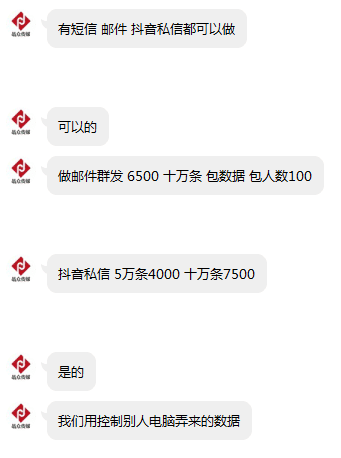 有短信 邮件 抖音私信都可以做
可以的
做邮件群发 6500 十万条 包数据 包人数100
抖音私信 5万条4000 十万条7500
是的
我们用控制别人电脑弄来的数据